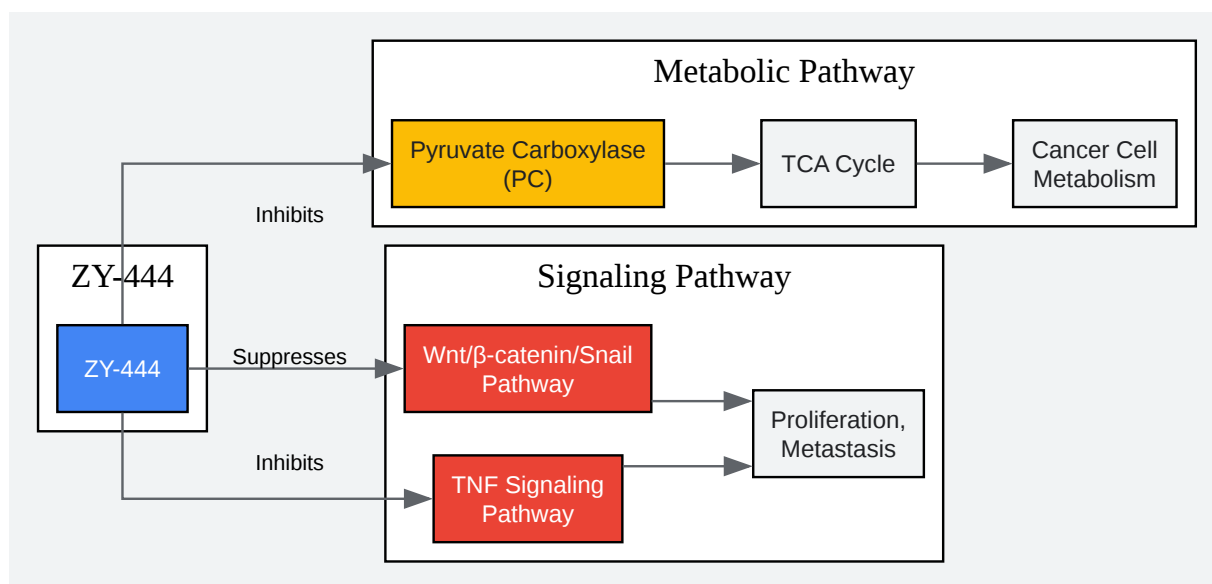 Metabolic Pathway
Pyruvate Carboxylase
(PC)
TCA Cycle
Cancer Cell
Metabolism
Inhibits
ZY-444
ZY-444
Suppresses
Inhibits
Signaling Pathway
Wnt/β-catenin/Snail
Pathway
TNF Signaling
Pathway
Proliferation,
Metastasis